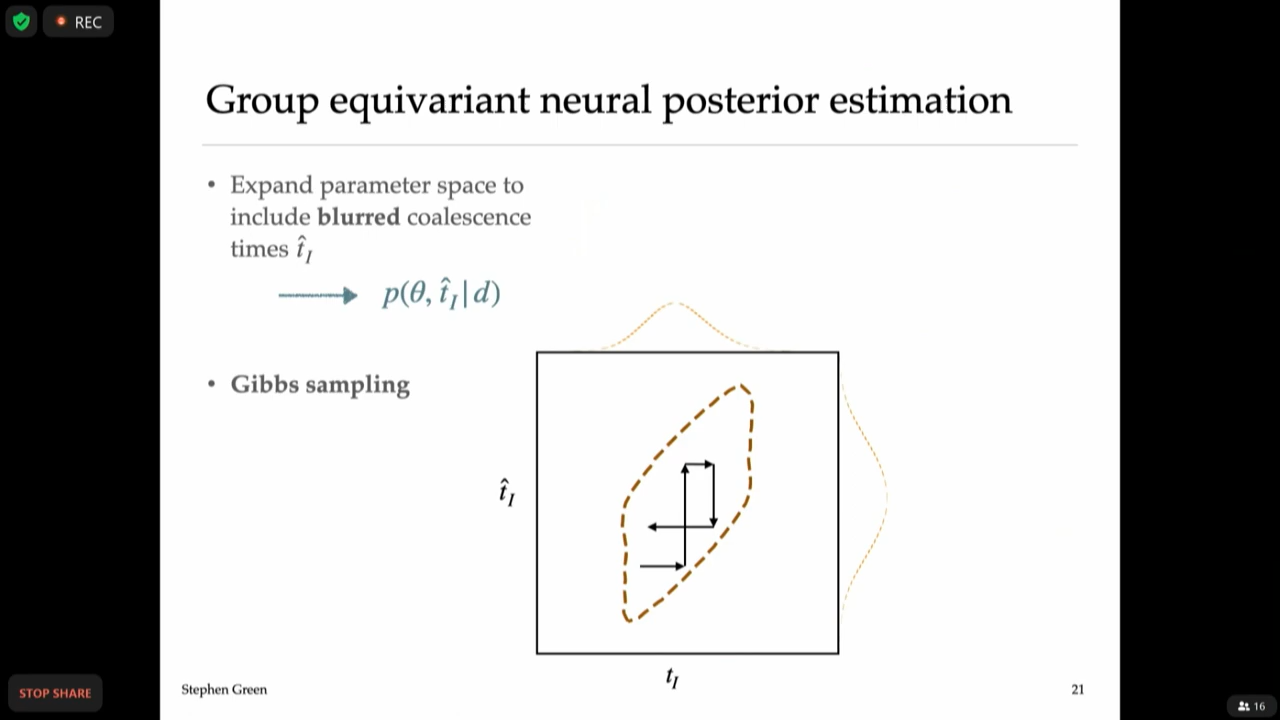 REC
Group equivariant neural posterior estimation
• Expand parameter space to
include blurred coalescence
times t̂_I
p(θ, t̂_I|d)
• Gibbs sampling
t̂_I
t_I
Stephen Green
21
STOP SHARE
16